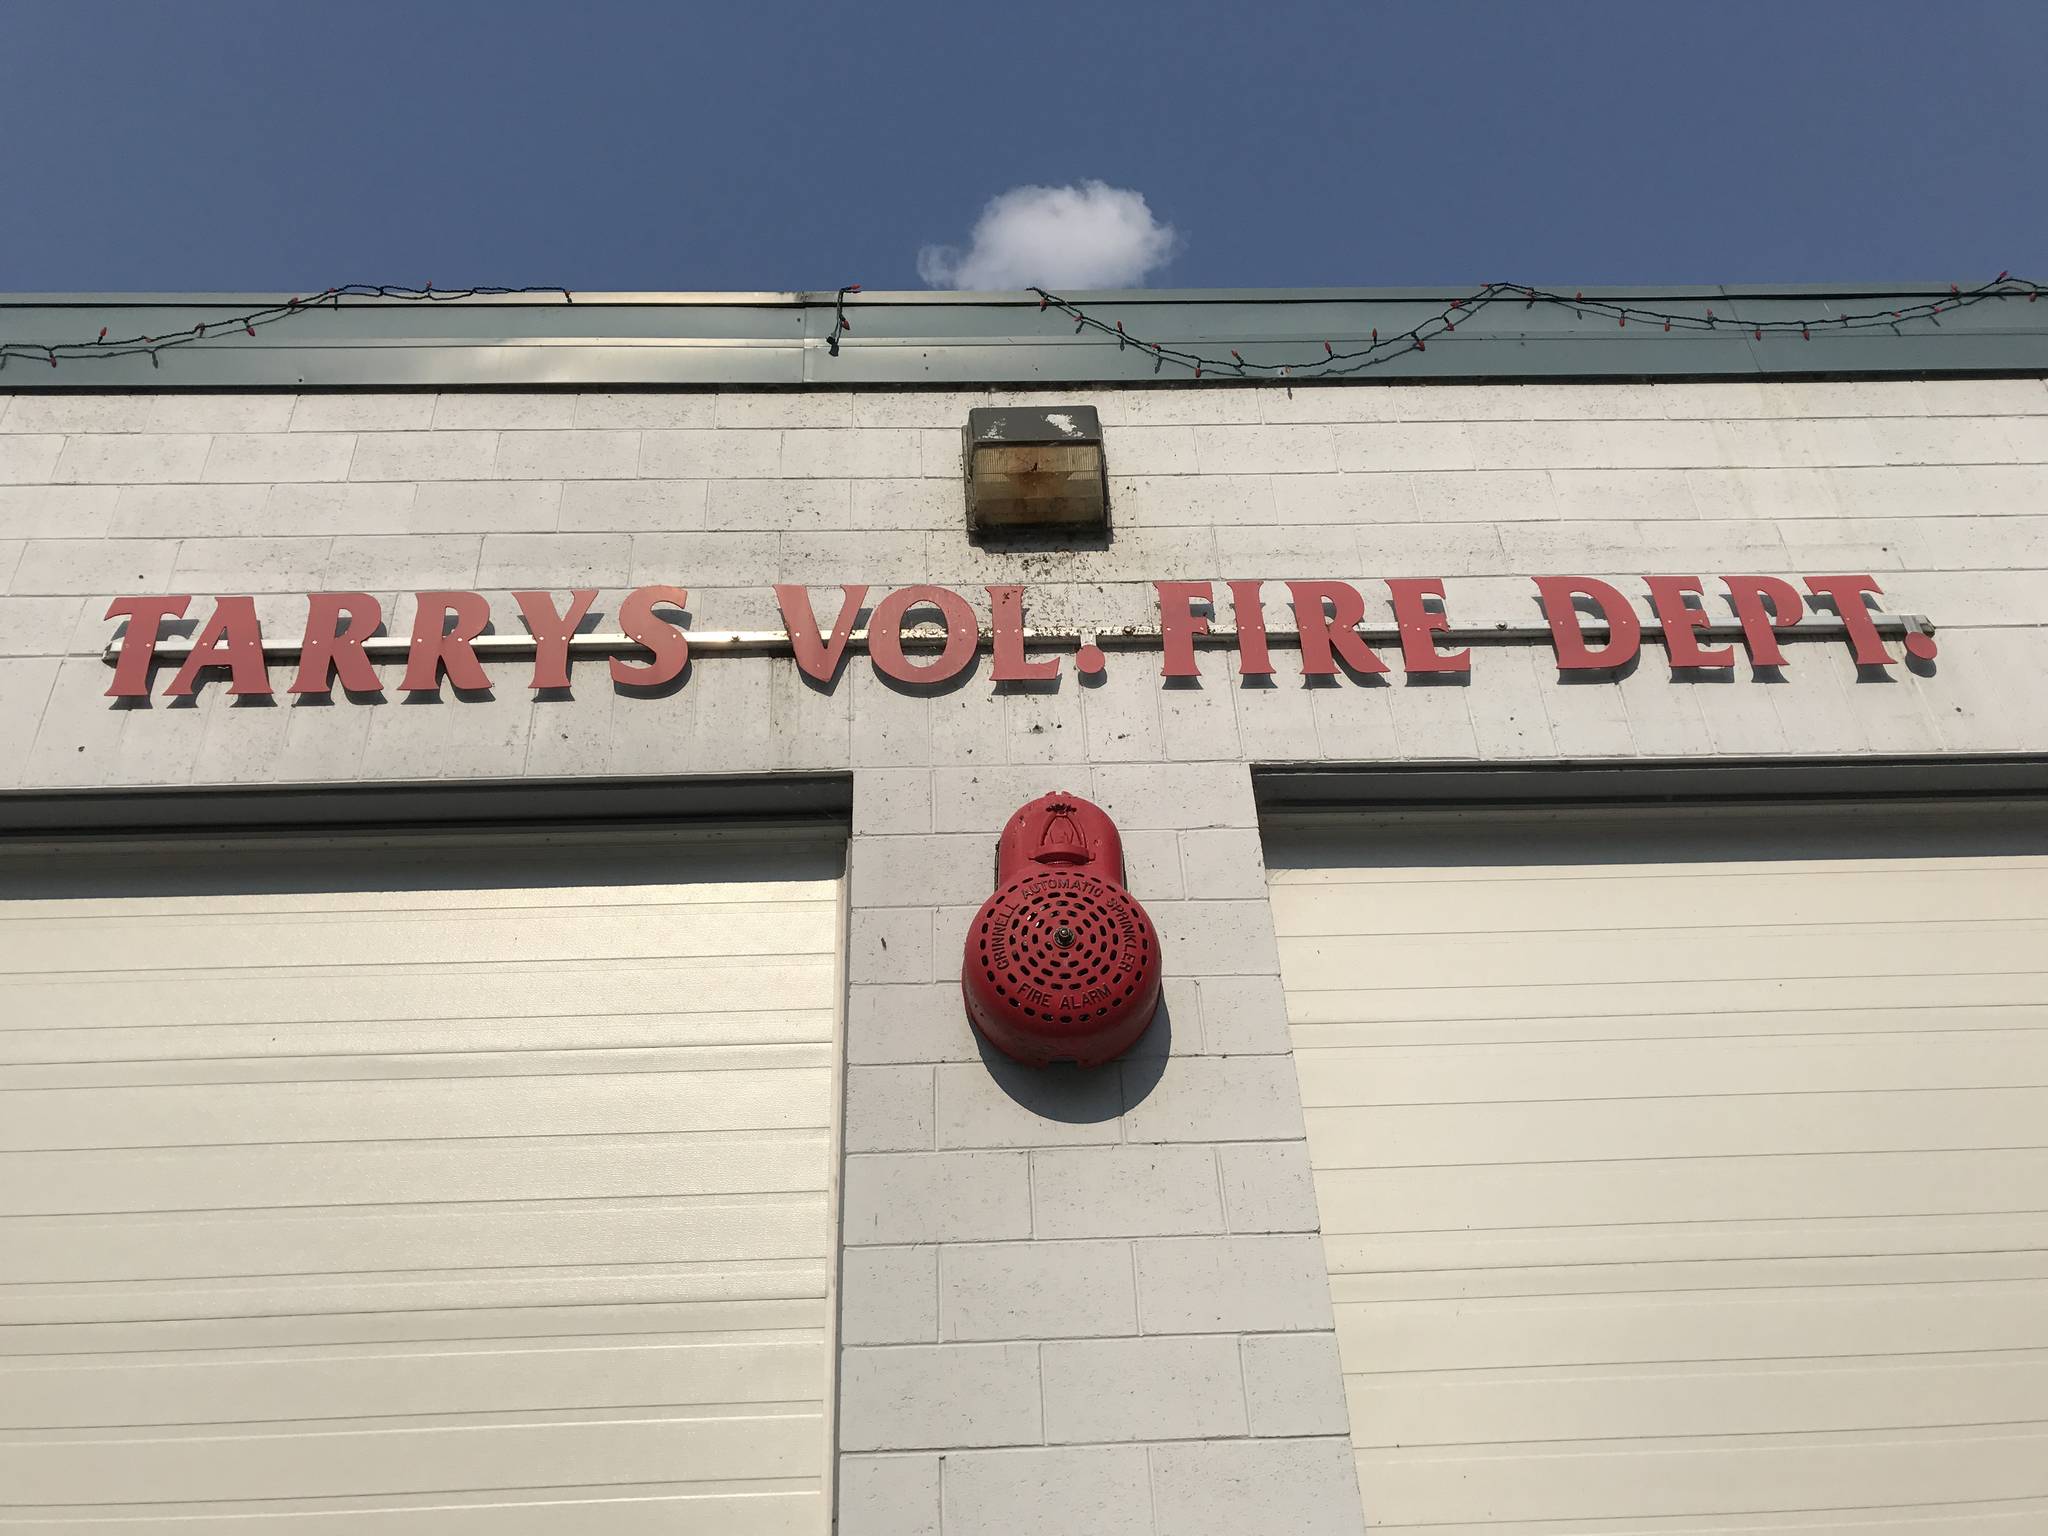 TARRYS VOL. FIRE DEPT.
GRINNELL AUTOMATIC SPRINKLER
FIRE ALARM